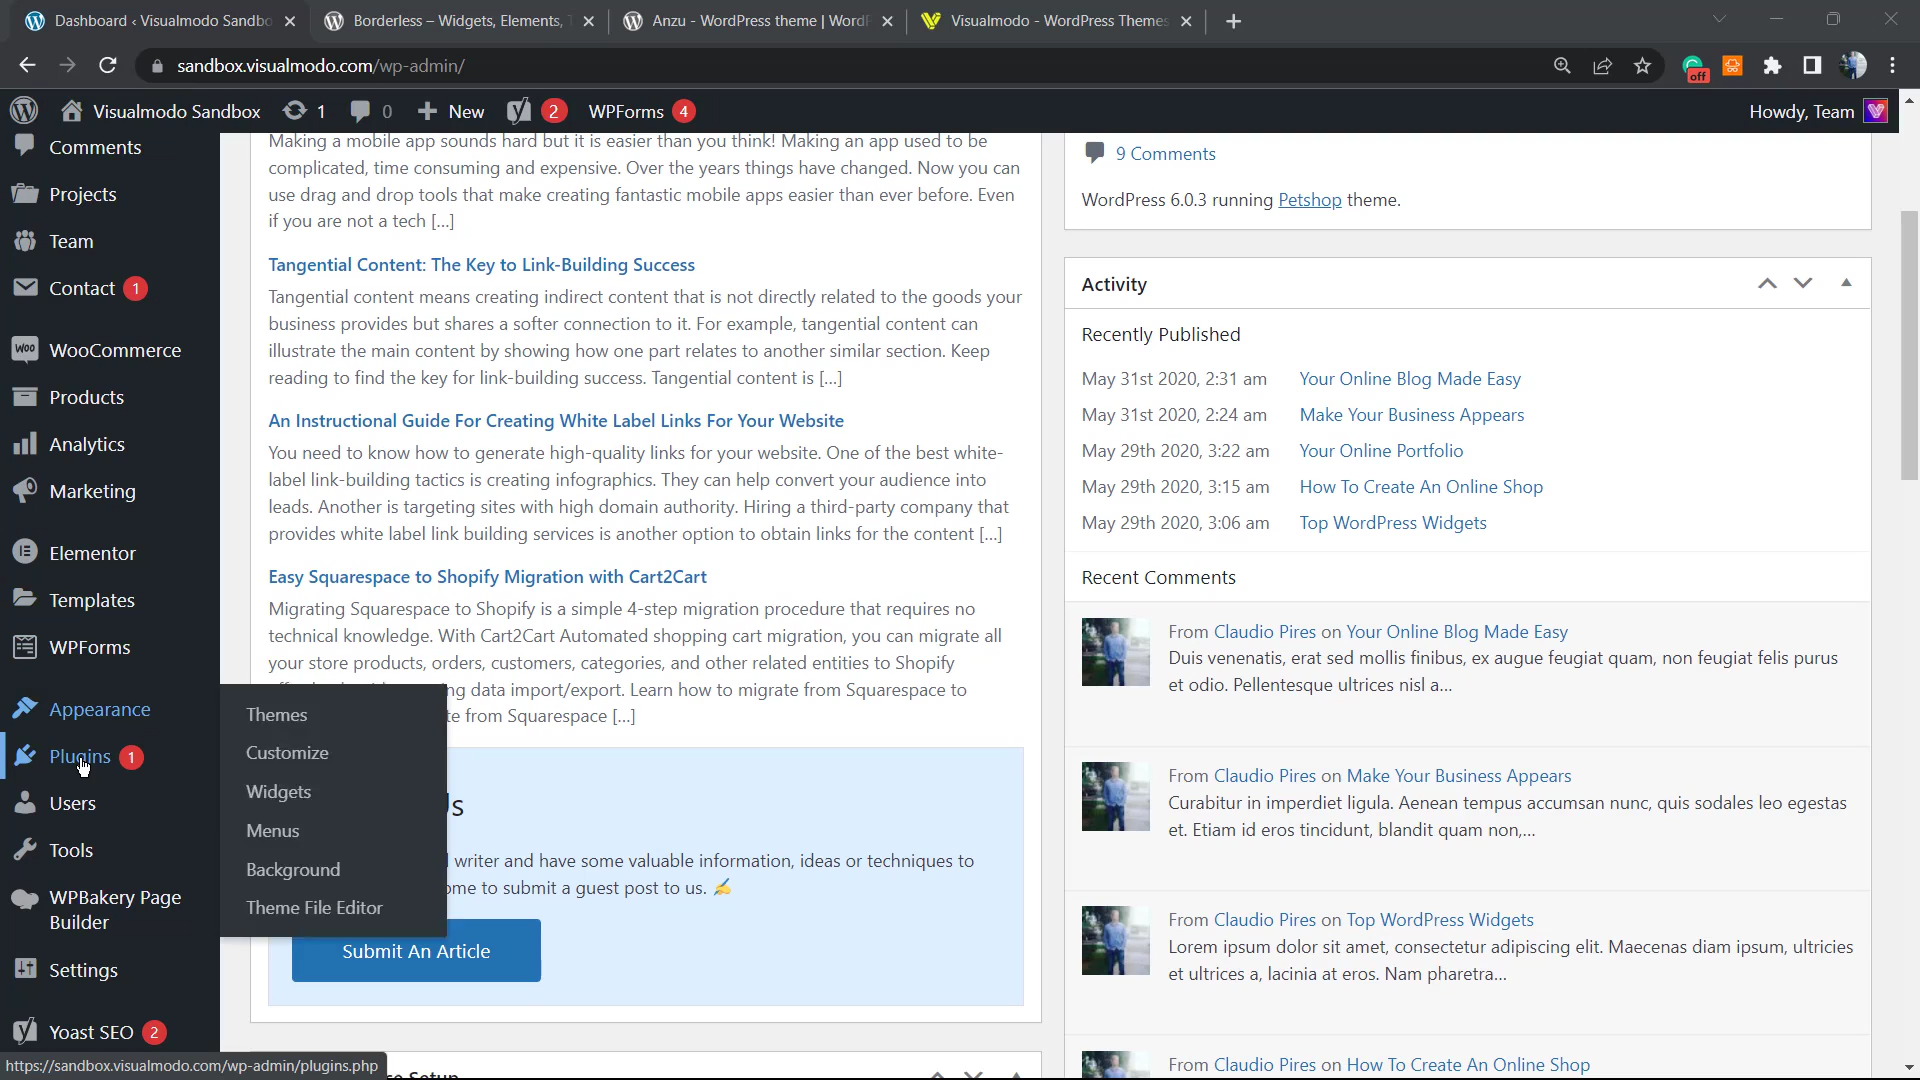 Dashboard ‹ Visualmodo Sandbo
Borderless – Widgets, Elements,
Anzu - WordPress theme | Word
Visualmodo - WordPress Themes
sandbox.visualmodo.com/wp-admin/
off
Visualmodo Sandbox
1
0
New
2
WPForms 4
Howdy, Team
Comments
Projects
Team
Contact 1
WooCommerce
Products
Analytics
Marketing
Elementor
Templates
WPForms
Appearance
Plugins 1
Users
Tools
WPBakery Page
Builder
Settings
Yoast SEO 2
Themes
Customize
Widgets
Menus
Background
Theme File Editor
Making a mobile app sounds hard but it is easier than you think! Making an app used to be
complicated, time consuming and expensive. Over the years things have changed. Now you can
use drag and drop tools that make creating fantastic mobile apps easier than ever before. Even
if you are not a tech […]
Tangential Content: The Key to Link-Building Success
Tangential content means creating indirect content that is not directly related to the goods your
business provides but shares a softer connection to it. For example, tangential content can
illustrate the main content by showing how one part relates to another similar section. Keep
reading to find the key for link-building success. Tangential content is […]
An Instructional Guide For Creating White Label Links For Your Website
You need to know how to generate high-quality links for your website. One of the best white-
label link-building tactics is creating infographics. They can help convert your audience into
leads. Another is targeting sites with high domain authority. Hiring a third-party company that
provides white label link building services is another option to obtain links for the content […]
Easy Squarespace to Shopify Migration with Cart2Cart
Migrating Squarespace to Shopify is a simple 4-step migration procedure that requires no
technical knowledge. With Cart2Cart Automated shopping cart migration, you can migrate all
your store products, orders, customers, categories, and other related entities to Shopify
ng data import/export. Learn how to migrate from Squarespace to
te from Squarespace […]
Us
writer and have some valuable information, ideas or techniques to
ome to submit a guest post to us. ✍
Submit An Article
9 Comments
WordPress 6.0.3 running Petshop theme.
Activity
Recently Published
May 31st 2020, 2:31 am Your Online Blog Made Easy
May 31st 2020, 2:24 am Make Your Business Appears
May 29th 2020, 3:22 am Your Online Portfolio
May 29th 2020, 3:15 am How To Create An Online Shop
May 29th 2020, 3:06 am Top WordPress Widgets
Recent Comments
From Claudio Pires on Your Online Blog Made Easy
Duis venenatis, erat sed mollis finibus, ex augue feugiat quam, non feugiat felis purus
et odio. Pellentesque ultrices nisl a…
From Claudio Pires on Make Your Business Appears
Curabitur in imperdiet ligula. Aenean tempus accumsan nunc, quis sodales leo egestas
et. Etiam id eros tincidunt, blandit quam non,…
From Claudio Pires on Top WordPress Widgets
Lorem ipsum dolor sit amet, consectetur adipiscing elit. Maecenas diam ipsum, ultricies
et ultrices a, lacinia at eros. Nam pharetra…
From Claudio Pires on How To Create An Online Shop
https://sandbox.visualmodo.com/wp-admin/plugins.php